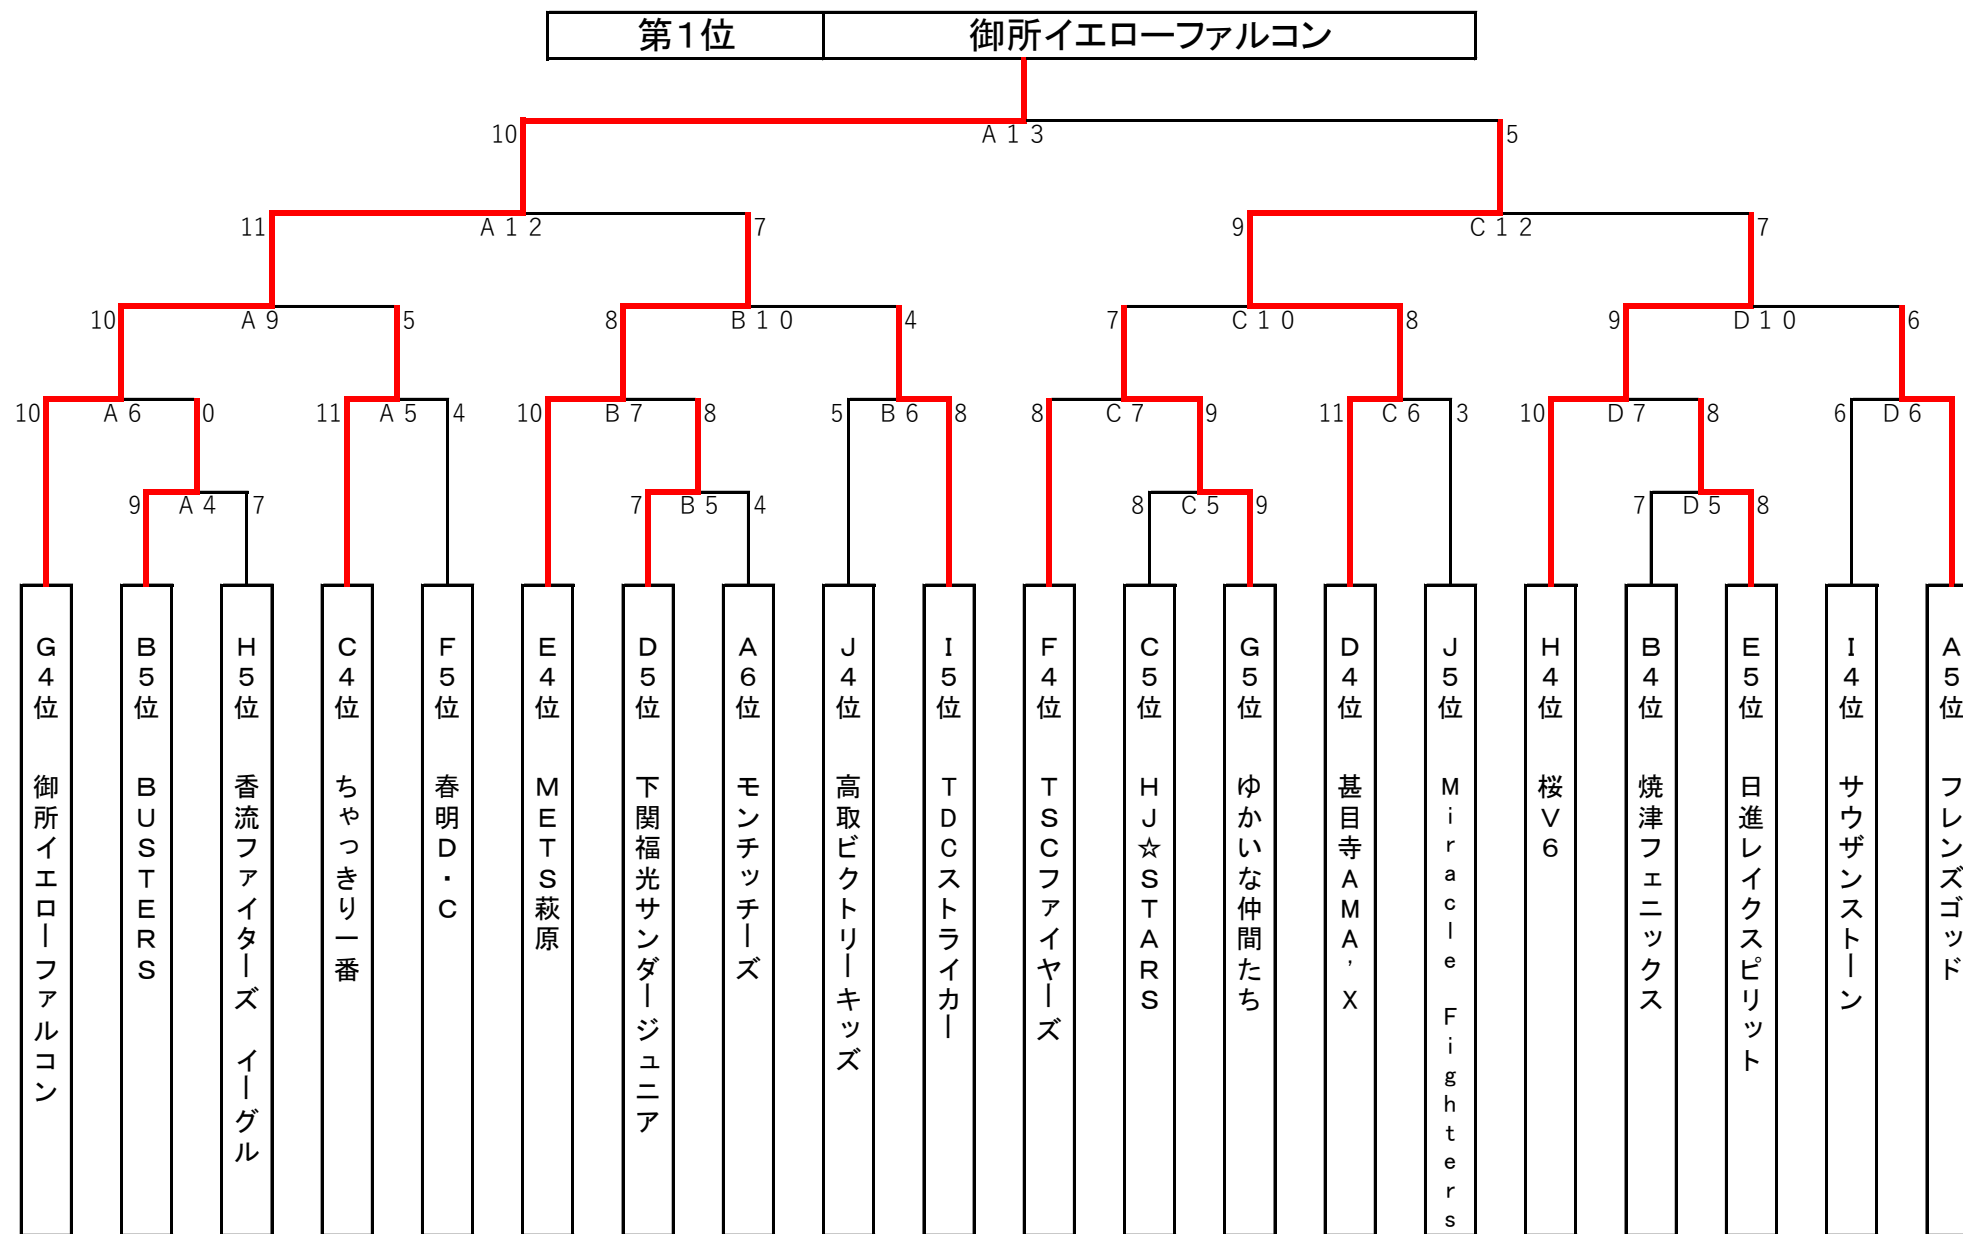 第１位 御所イエローファルコン
10 Ａ１３ 5
11 Ａ１２ 7 9 Ｃ１２ 7
10 Ａ９ 5 8 Ｂ１０ 4 7 Ｃ１０ 8 9 Ｄ１０ 6
10 Ａ６ 0 11 Ａ５ 4 10 Ｂ７ 8 5 Ｂ６ 8 8 Ｃ７ 9 11 Ｃ６ 3 10 Ｄ７ 8 6 Ｄ６
9 Ａ４ 7 7 Ｂ５ 4 8 Ｃ５ 9 7 Ｄ５ 8
Ｇ４位 御所イエローファルコン
Ｂ５位 ＢＵＳＴＥＲＳ
Ｈ５位 香流ファイターズ イーグル
Ｃ４位 ちゃっきり一番
Ｆ５位 春明Ｄ・Ｃ
Ｅ４位 ＭＥＴＳ萩原
Ｄ５位 下関福光サンダージュニア
Ａ６位 モンチッチーズ
Ｊ４位 高取ビクトリーキッズ
Ｉ５位 ＴＤＣストライカー
Ｆ４位 ＴＳＣファイヤーズ
Ｃ５位 ＨＪ☆ＳＴＡＲＳ
Ｇ５位 ゆかいな仲間たち
Ｄ４位 甚目寺ＡＭＡ’Ｘ
Ｊ５位 Ｍｉｒａｃｌｅ Ｆｉｇｈｔｅｒｓ
Ｈ４位 桜Ｖ６
Ｂ４位 焼津フェニックス
Ｅ５位 日進レイクスピリット
Ｉ４位 サウザンストーン
Ａ５位 フレンズゴッド